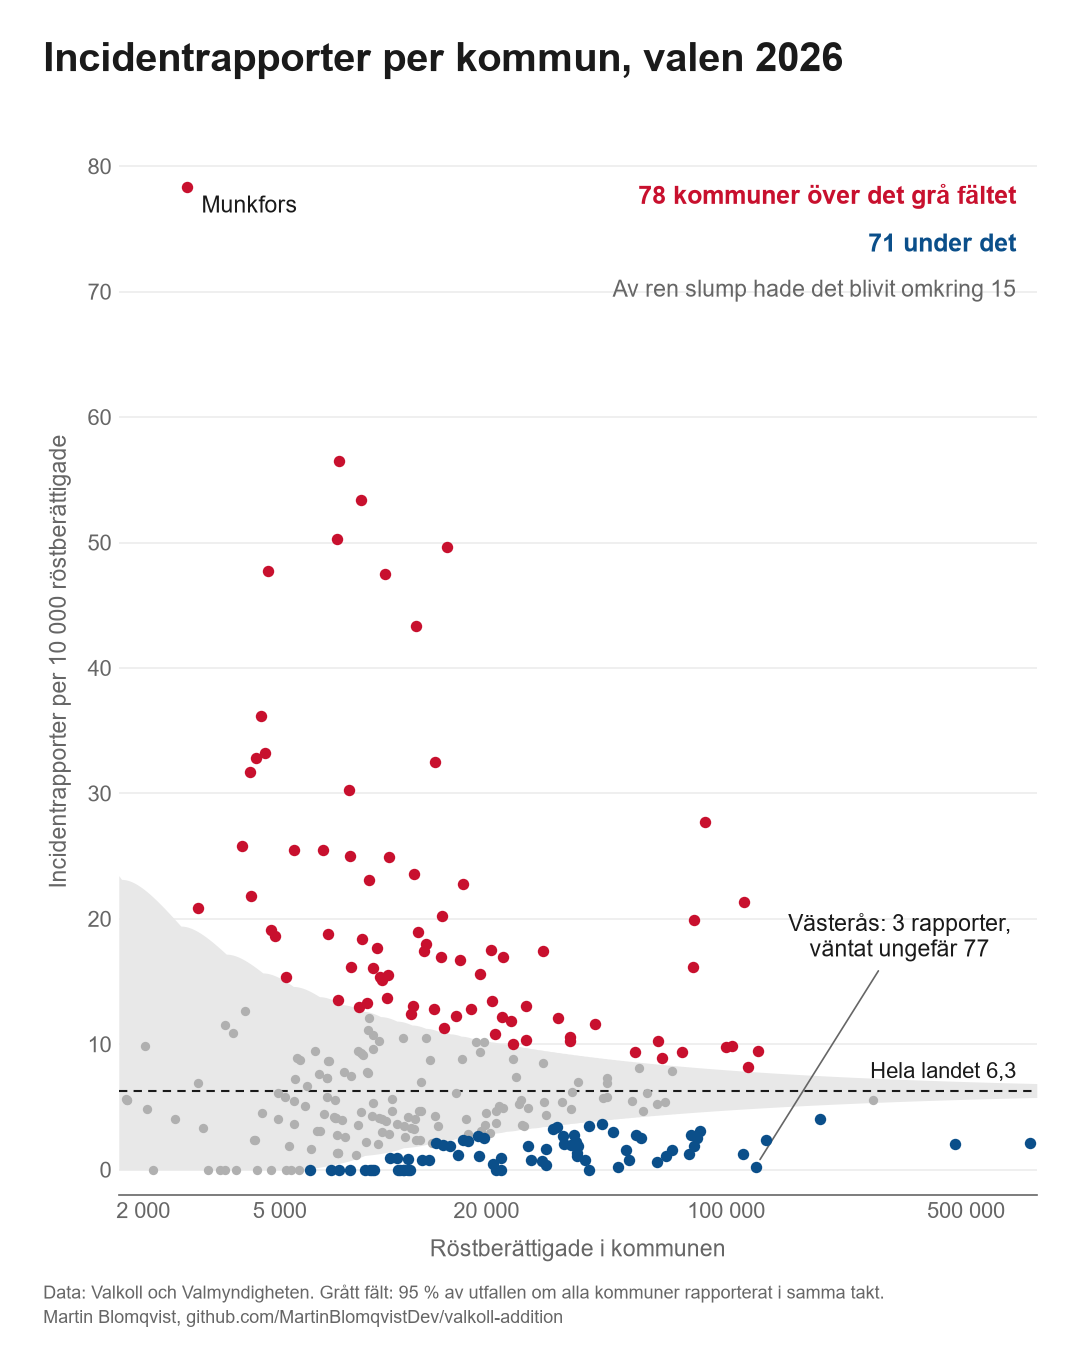 Incidentrapporter per kommun, valen 2026
80
Munkfors
78 kommuner över det grå fältet
71 under det
Av ren slump hade det blivit omkring 15
70
60
50
40
30
20
10
0
Incidentrapporter per 10 000 röstberättigade
Västerås: 3 rapporter,
väntat ungefär 77
Hela landet 6,3
2 000
5 000
20 000
100 000
500 000
Röstberättigade i kommunen
Data: Valkoll och Valmyndigheten. Grått fält: 95 % av utfallen om alla kommuner rapporterat i samma takt.
Martin Blomqvist, github.com/MartinBlomqvistDev/valkoll-addition